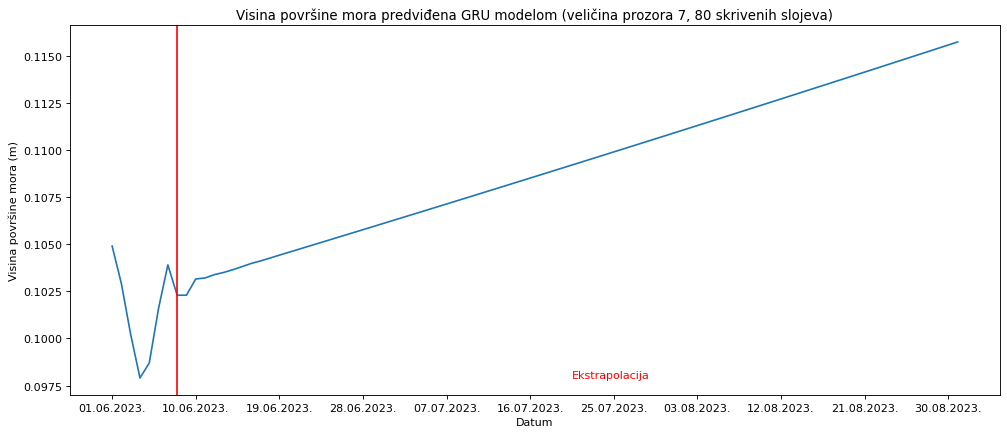 Visina površine mora predviđena GRU modelom (veličina prozora 7, 80 skrivenih slojeva)
Visina površine mora (m)
0.1150
0.1125
0.1100
0.1075
0.1050
0.1025
0.1000
0.0975
Ekstrapolacija
01.06.2023. 10.06.2023. 19.06.2023. 28.06.2023. 07.07.2023. 16.07.2023. 25.07.2023. 03.08.2023. 12.08.2023. 21.08.2023. 30.08.2023.
Datum